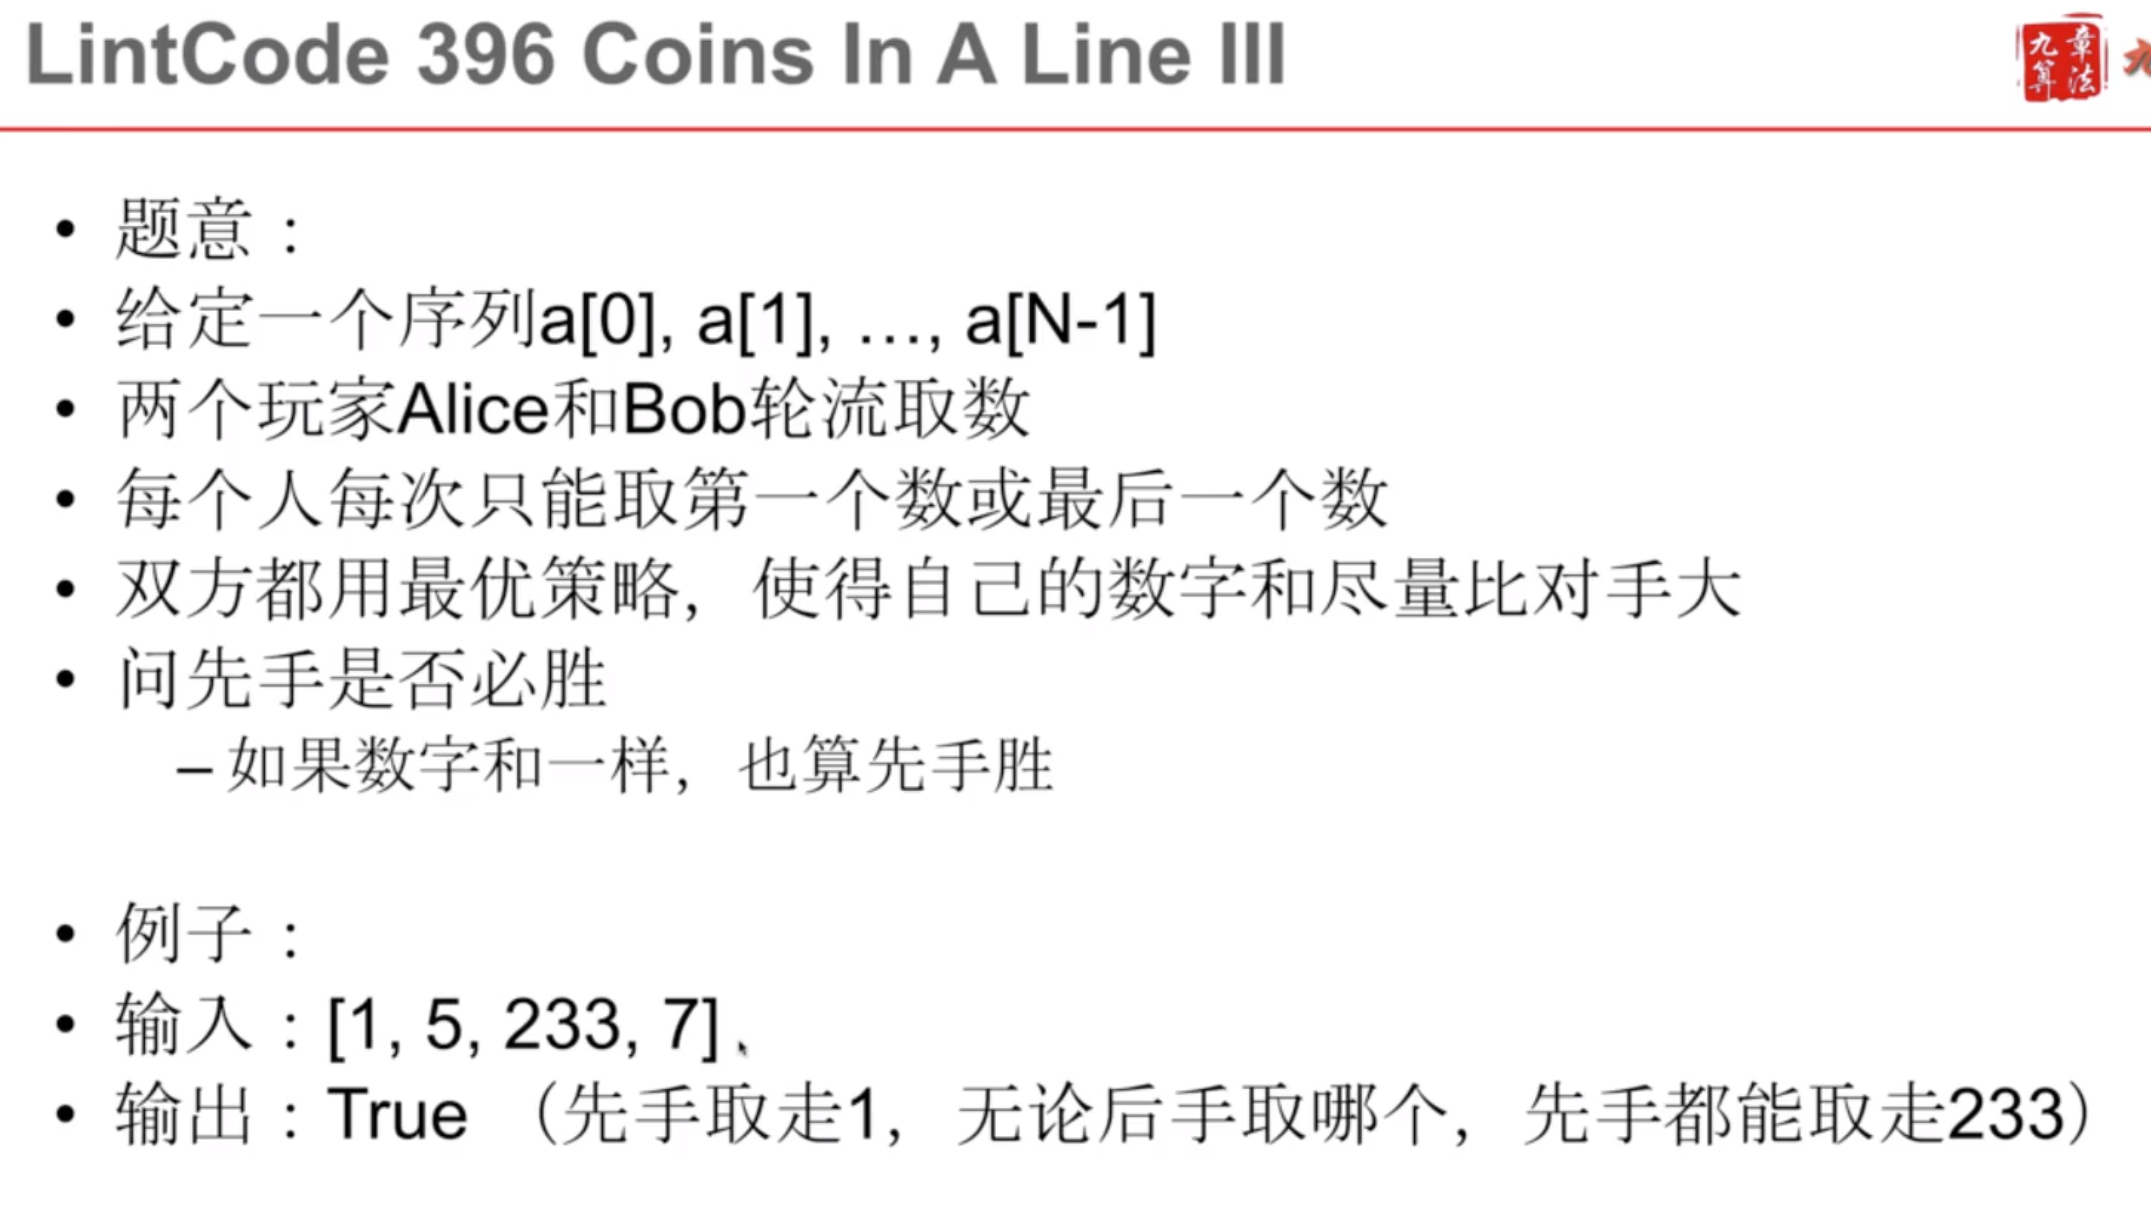 LintCode 396 Coins In A Line III
九章算法
• 题意：
• 给定一个序列a[0], a[1], …, a[N-1]
• 两个玩家Alice和Bob轮流取数
• 每个人每次只能取第一个数或最后一个数
• 双方都用最优策略，使得自己的数字和尽量比对手大
• 问先手是否必胜
– 如果数字和一样，也算先手胜
• 例子：
• 输入：[1, 5, 233, 7]
• 输出：True （先手取走1，无论后手取哪个，先手都能取走233）